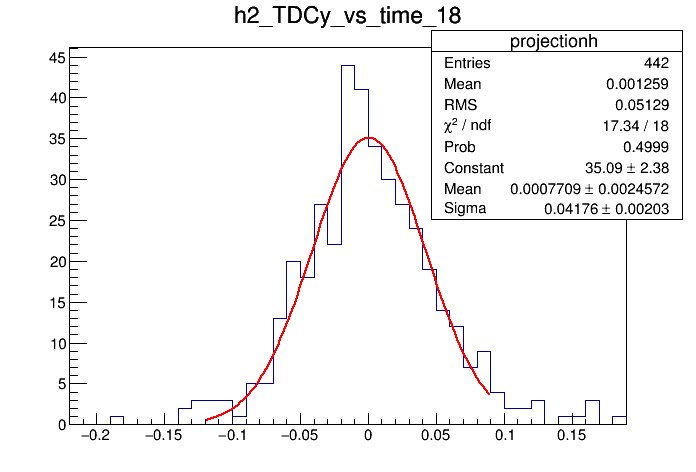 h2_TDCy_vs_time_18
projectionh
Entries 442
Mean 0.001259
RMS 0.05129
χ² / ndf 17.34 / 18
Prob 0.4999
Constant 35.09 ± 2.38
Mean 0.0007709 ± 0.0024572
Sigma 0.04176 ± 0.00203
45
40
35
30
25
20
15
10
5
0
−0.2 −0.15 −0.1 −0.05 0 0.05 0.1 0.15